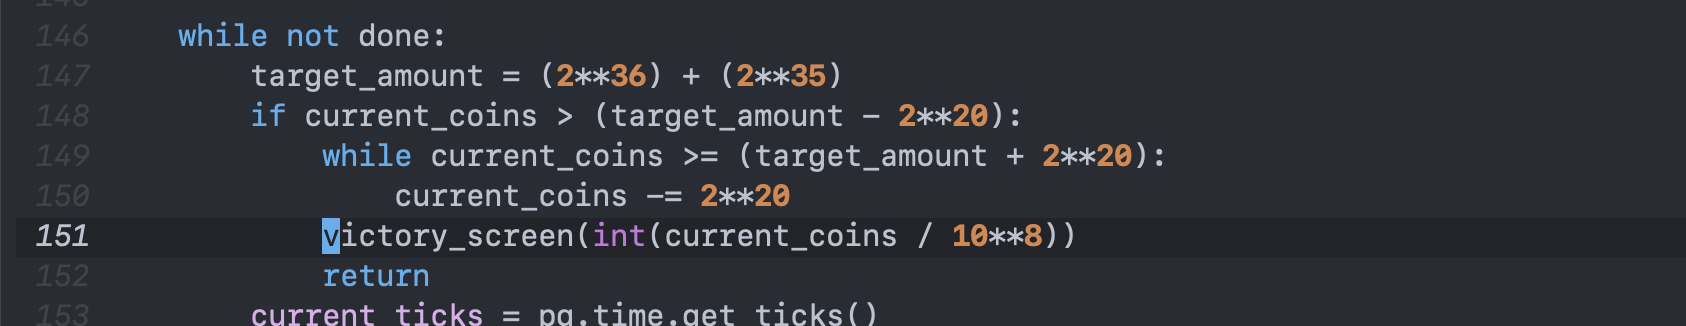 146 while not done:
147 target_amount = (2**36) + (2**35)
148 if current_coins > (target_amount - 2**20):
149 while current_coins >= (target_amount + 2**20):
150 current_coins -= 2**20
151 victory_screen(int(current_coins / 10**8))
152 return
153 current_ticks = pg.time.get_ticks()